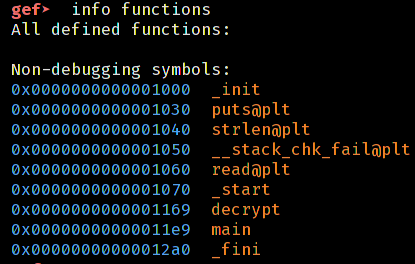 gef➤  info functions
All defined functions:

Non-debugging symbols:
0x0000000000001000  _init
0x0000000000001030  puts@plt
0x0000000000001040  strlen@plt
0x0000000000001050  __stack_chk_fail@plt
0x0000000000001060  read@plt
0x0000000000001070  _start
0x0000000000001169  decrypt
0x00000000000011e9  main
0x00000000000012a0  _fini